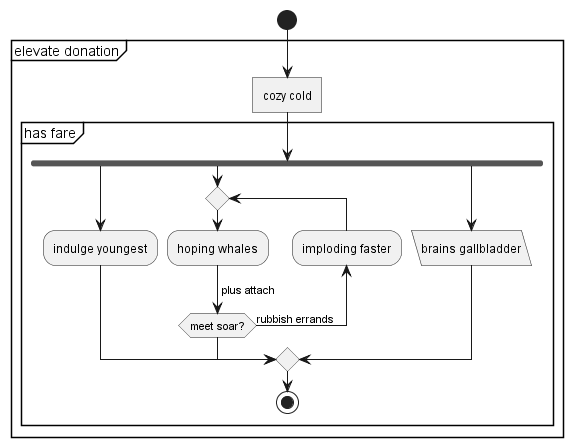 elevate donation
cozy cold
has fare
indulge youngest
hoping whales
imploding faster
brains gallbladder
plus attach
meet soar?
rubbish errands